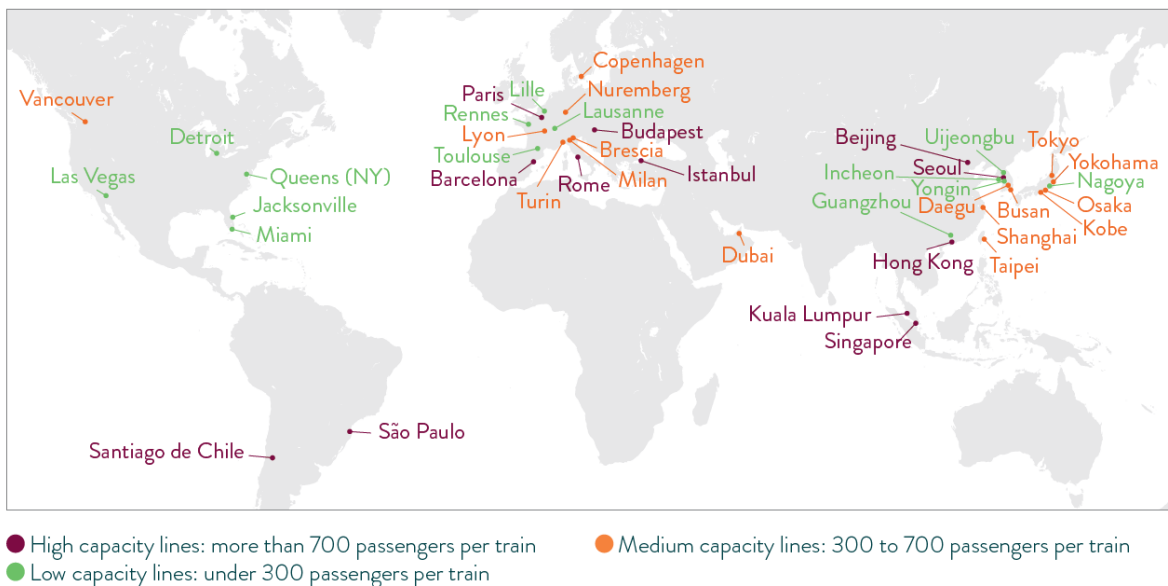 Copenhagen
Vancouver
Paris
Lille
Nuremberg
Rennes
Lausanne
Detroit
Lyon
Budapest
Beijing
Uijeongbu
Tokyo
Toulouse
Brescia
Seoul
Yokohama
Las Vegas
Queens (NY)
Barcelona
Rome
Milan
Istanbul
Incheon
Yongin
Nagoya
Turin
Guangzhou
Daegu
Busan
Osaka
Jacksonville
Shanghai
Kobe
Miami
Dubai
Hong Kong
Taipei
Kuala Lumpur
Singapore
São Paulo
Santiago de Chile
High capacity lines: more than 700 passengers per train
Medium capacity lines: 300 to 700 passengers per train
Low capacity lines: under 300 passengers per train